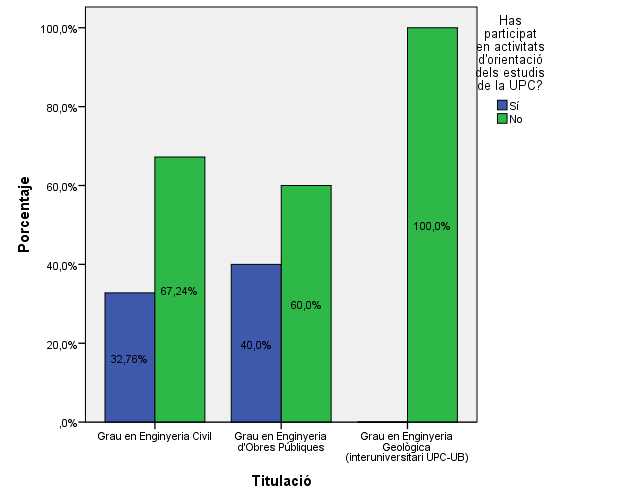 Has
participat
en activitats
d'orientació
dels estudis
de la UPC?
Sí
No
Porcentaje
100,0%
80,0%
60,0%
40,0%
20,0%
,0%
32,76%
67,24%
40,0%
60,0%
100,0%
Grau en Enginyeria Civil
Grau en Enginyeria
d'Obres Públiques
Grau en Enginyeria
Geològica
(interuniversitari UPC-UB)
Titulació